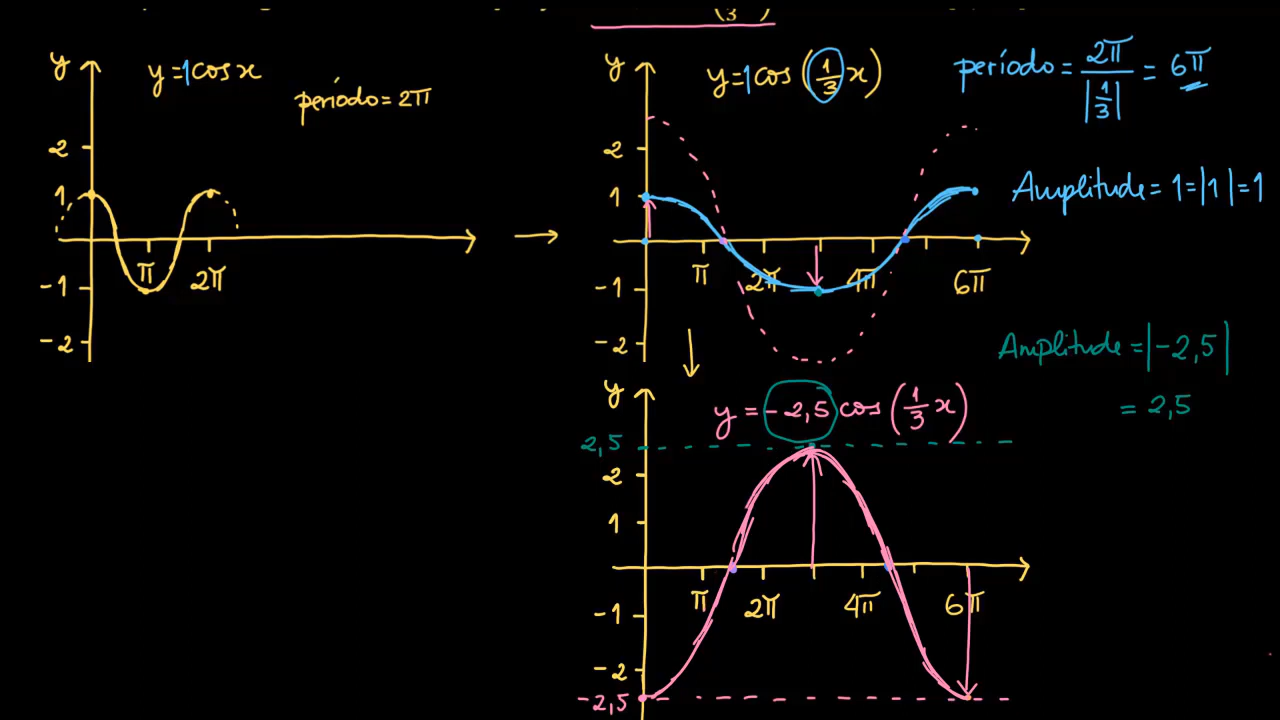 y
y=1cos x
período=2π
2
1
-1
-2
π
2π
y
y=1cos(1/3 x)
2
1
-1
-2
π
2π
4π
6π
período = 2π/|1/3| = 6π
Amplitude = 1=|1|=1
Amplitude =|-2,5|
= 2,5
y
y = -2,5 cos(1/3 x)
2,5
2
1
-1
-2
-2,5
π
2π
4π
6π